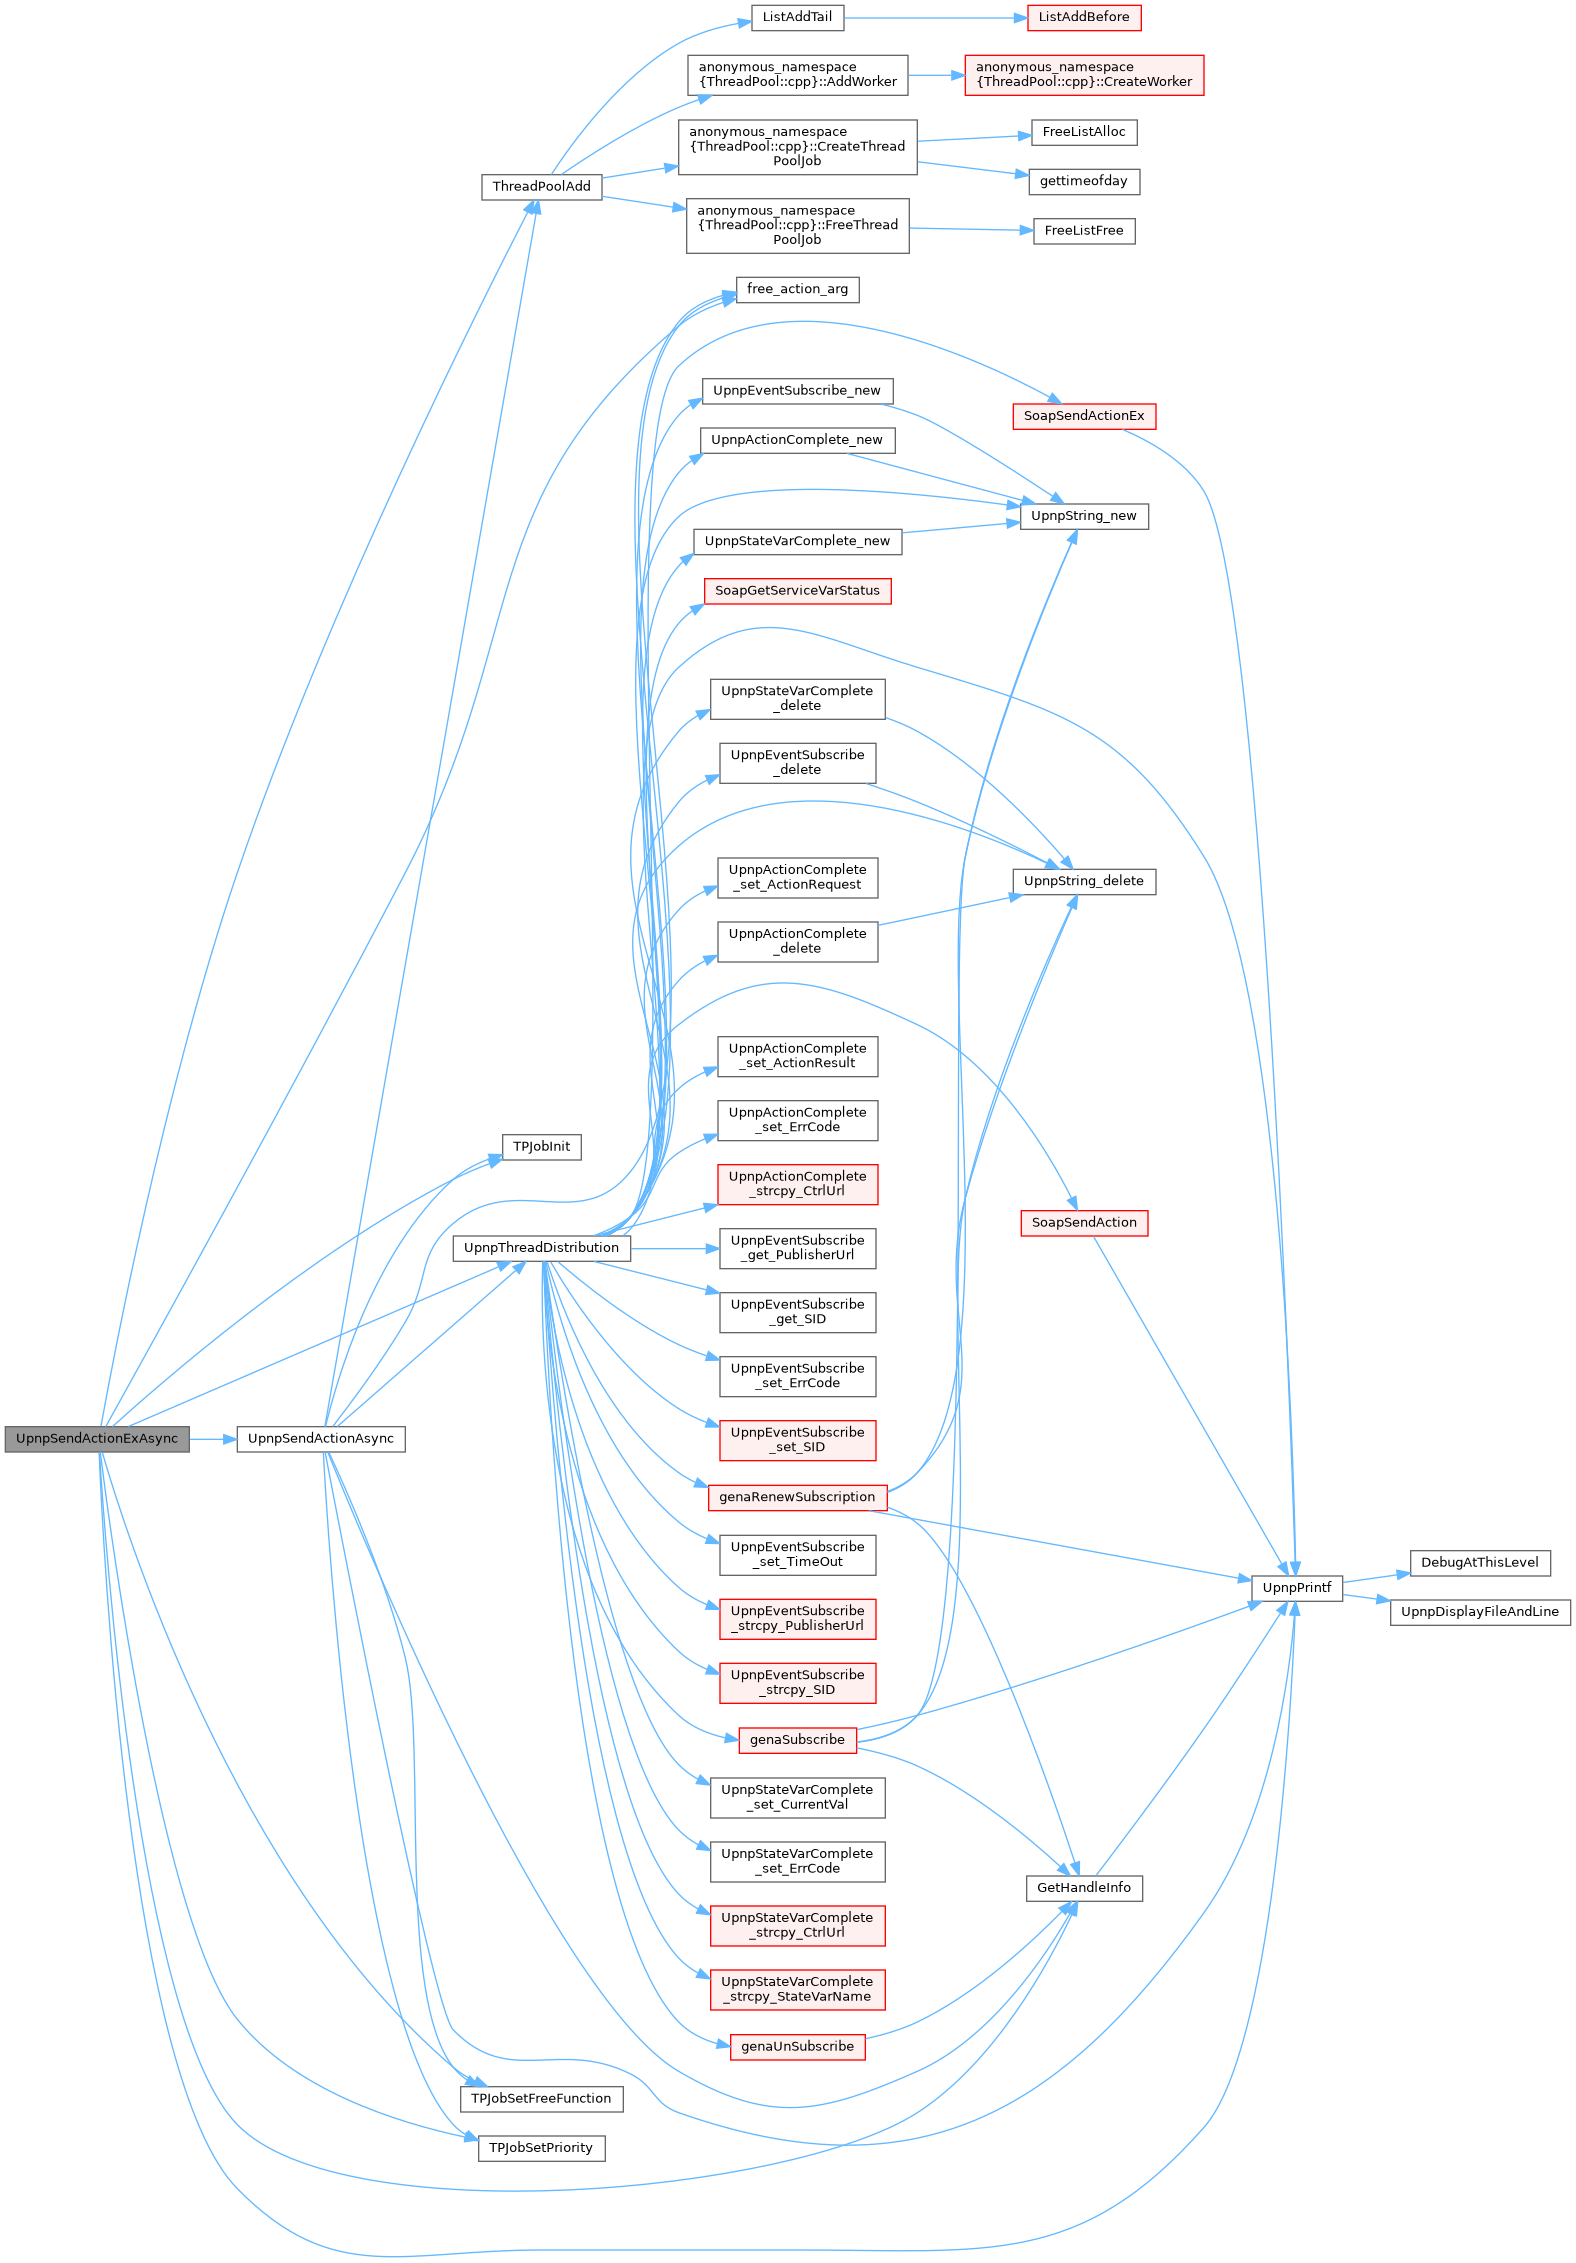 ListAddTail
ListAddBefore
anonymous_namespace
{ThreadPool::cpp}::AddWorker
anonymous_namespace
{ThreadPool::cpp}::CreateWorker
anonymous_namespace
{ThreadPool::cpp}::CreateThread
PoolJob
FreeListAlloc
gettimeofday
ThreadPoolAdd
anonymous_namespace
{ThreadPool::cpp}::FreeThread
PoolJob
FreeListFree
free_action_arg
UpnpEventSubscribe_new
SoapSendActionEx
UpnpActionComplete_new
UpnpString_new
UpnpStateVarComplete_new
SoapGetServiceVarStatus
UpnpStateVarComplete
_delete
UpnpEventSubscribe
_delete
UpnpActionComplete
_set_ActionRequest
UpnpString_delete
UpnpActionComplete
_delete
UpnpActionComplete
_set_ActionResult
UpnpActionComplete
_set_ErrCode
TPJobInit
UpnpActionComplete
_strcpy_CtrlUrl
SoapSendAction
UpnpThreadDistribution
UpnpEventSubscribe
_get_PublisherUrl
UpnpEventSubscribe
_get_SID
UpnpEventSubscribe
_set_ErrCode
UpnpSendActionExAsync
UpnpSendActionAsync
UpnpEventSubscribe
_set_SID
genaRenewSubscription
UpnpEventSubscribe
_set_TimeOut
DebugAtThisLevel
UpnpPrintf
UpnpDisplayFileAndLine
UpnpEventSubscribe
_strcpy_PublisherUrl
UpnpEventSubscribe
_strcpy_SID
genaSubscribe
UpnpStateVarComplete
_set_CurrentVal
UpnpStateVarComplete
_set_ErrCode
GetHandleInfo
UpnpStateVarComplete
_strcpy_CtrlUrl
UpnpStateVarComplete
_strcpy_StateVarName
genaUnSubscribe
TPJobSetFreeFunction
TPJobSetPriority